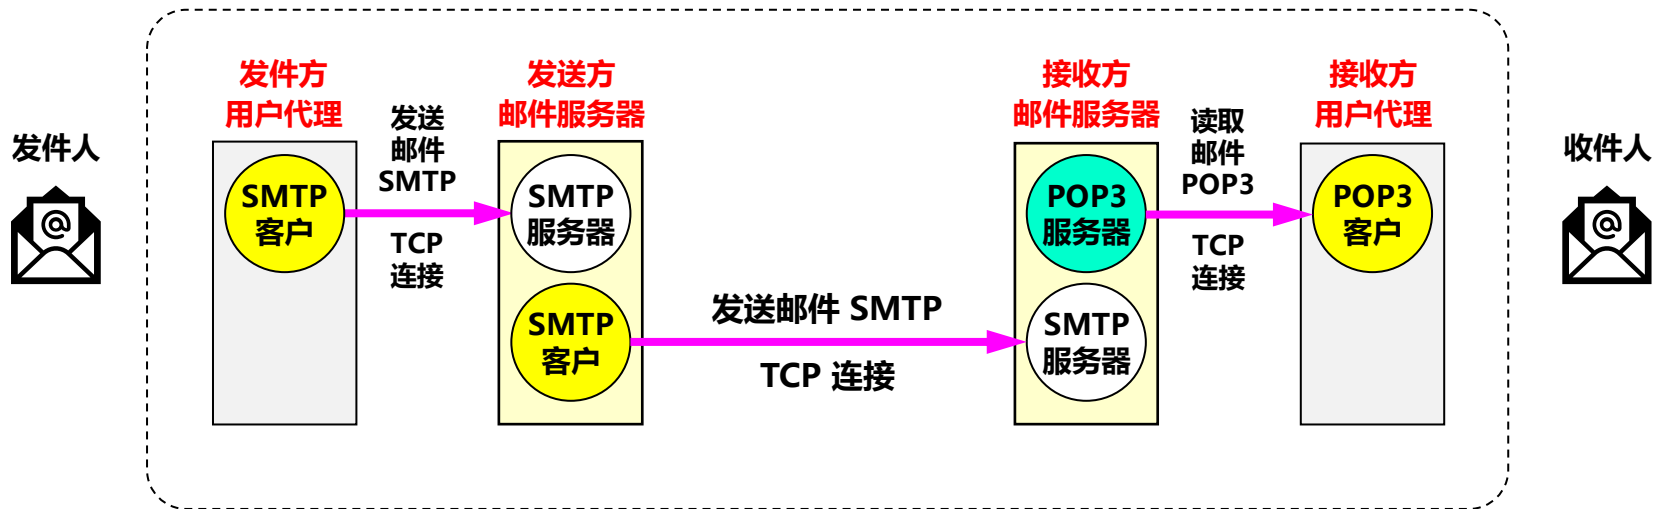 发件人
发件方
用户代理
SMTP
客户
发送
邮件
SMTP
TCP
连接
发送方
邮件服务器
SMTP
服务器
SMTP
客户
发送邮件 SMTP
TCP 连接
接收方
邮件服务器
POP3
服务器
SMTP
服务器
读取
邮件
POP3
TCP
连接
接收方
用户代理
POP3
客户
收件人
@
@